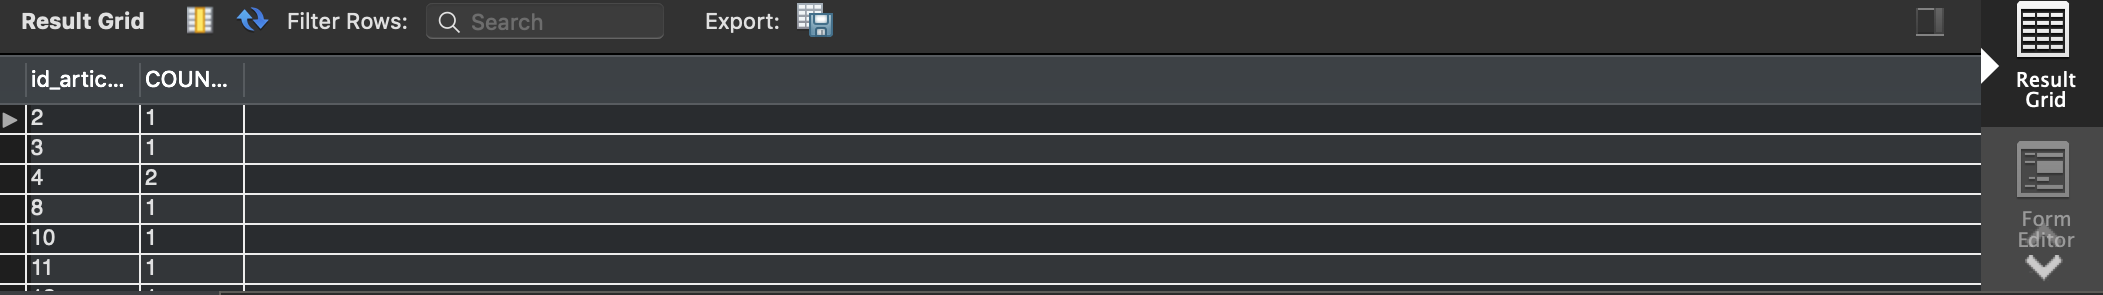 Result Grid Filter Rows: Search Export:
id_artic... COUN...
2 1
3 1
4 2
8 1
10 1
11 1
Result
Grid
Form
Editor